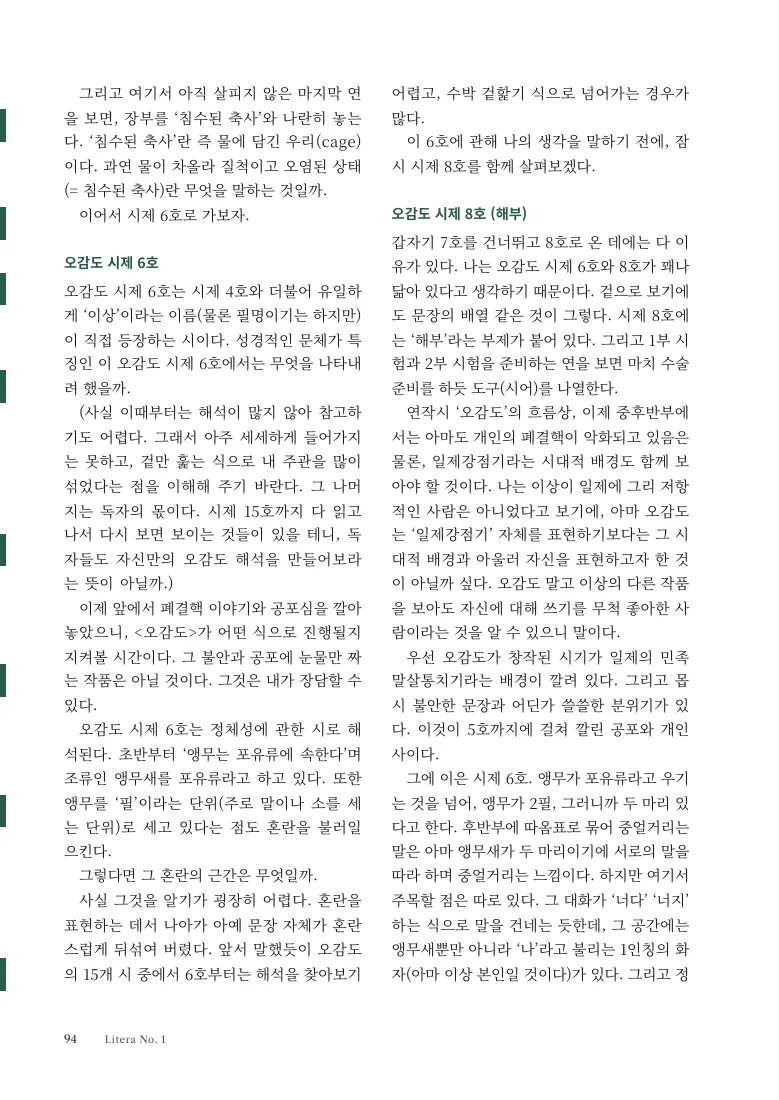 그리고 여기서 아직 살피지 않은 마지막 연
을 보면, 장부를 ‘침수된 축사’와 나란히 놓는
다. ‘침수된 축사’란 즉 물에 담긴 우리(cage)
이다. 과연 물이 차올라 질척이고 오염된 상태
(= 침수된 축사)란 무엇을 말하는 것일까.
이어서 시제 6호로 가보자.
오감도 시제 6호
오감도 시제 6호는 시제 4호와 더불어 유일하
게 ‘이상’이라는 이름(물론 필명이기는 하지만)
이 직접 등장하는 시이다. 성경적인 문체가 특
징인 이 오감도 시제 6호에서는 무엇을 나타내
려 했을까.
(사실 이때부터는 해석이 많지 않아 참고하
기도 어렵다. 그래서 아주 세세하게 들어가지
는 못하고, 겉만 훑는 식으로 내 주관을 많이
섞었다는 점을 이해해 주기 바란다. 그 나머
지는 독자의 몫이다. 시제 15호까지 다 읽고
나서 다시 보면 보이는 것들이 있을 테니, 독
자들도 자신만의 오감도 해석을 만들어보라
는 뜻이 아닐까.)
이제 앞에서 폐결핵 이야기와 공포심을 깔아
놓았으니, <오감도>가 어떤 식으로 진행될지
지켜볼 시간이다. 그 불안과 공포에 눈물만 짜
는 작품은 아닐 것이다. 그것은 내가 장담할 수
있다.
오감도 시제 6호는 정체성에 관한 시로 해
석된다. 초반부터 ‘앵무는 포유류에 속한다’며
조류인 앵무새를 포유류라고 하고 있다. 또한
앵무를 ‘필’이라는 단위(주로 말이나 소를 세
는 단위)로 세고 있다는 점도 혼란을 불러일
으킨다.
그렇다면 그 혼란의 근간은 무엇일까.
사실 그것을 알기가 굉장히 어렵다. 혼란을
표현하는 데서 나아가 아예 문장 자체가 혼란
스럽게 뒤섞여 버렸다. 앞서 말했듯이 오감도
의 15개 시 중에서 6호부터는 해석을 찾아보기
어렵고, 수박 겉핥기 식으로 넘어가는 경우가
많다.
이 6호에 관해 나의 생각을 말하기 전에, 잠
시 시제 8호를 함께 살펴보겠다.
오감도 시제 8호 (해부)
갑자기 7호를 건너뛰고 8호로 온 데에는 다 이
유가 있다. 나는 오감도 시제 6호와 8호가 꽤나
닮아 있다고 생각하기 때문이다. 겉으로 보기에
도 문장의 배열 같은 것이 그렇다. 시제 8호에
는 ‘해부’라는 부제가 붙어 있다. 그리고 1부 시
험과 2부 시험을 준비하는 연을 보면 마치 수술
준비를 하듯 도구(시어)를 나열한다.
연작시 ‘오감도’의 흐름상, 이제 중후반부에
서는 아마도 개인의 폐결핵이 악화되고 있음은
물론, 일제강점기라는 시대적 배경도 함께 보
아야 할 것이다. 나는 이상이 일제에 그리 저항
적인 사람은 아니었다고 보기에, 아마 오감도
는 ‘일제강점기’ 자체를 표현하기보다는 그 시
대적 배경과 아울러 자신을 표현하고자 한 것
이 아닐까 싶다. 오감도 말고 이상의 다른 작품
을 보아도 자신에 대해 쓰기를 무척 좋아한 사
람이라는 것을 알 수 있으니 말이다.
우선 오감도가 창작된 시기가 일제의 민족
말살통치기라는 배경이 깔려 있다. 그리고 몹
시 불안한 문장과 어딘가 쓸쓸한 분위기가 있
다. 이것이 5호까지에 걸쳐 깔린 공포와 개인
사이다.
그에 이은 시제 6호. 앵무가 포유류라고 우기
는 것을 넘어, 앵무가 2필, 그러니까 두 마리 있
다고 한다. 후반부에 따옴표로 묶어 중얼거리는
말은 아마 앵무새가 두 마리이기에 서로의 말을
따라 하며 중얼거리는 느낌이다. 하지만 여기서
주목할 점은 따로 있다. 그 대화가 ‘너다’ ‘너지’
하는 식으로 말을 건네는 듯한데, 그 공간에는
앵무새뿐만 아니라 ‘나’라고 불리는 1인칭의 화
자(아마 이상 본인일 것이다)가 있다. 그리고 정
94 Litera No. 1